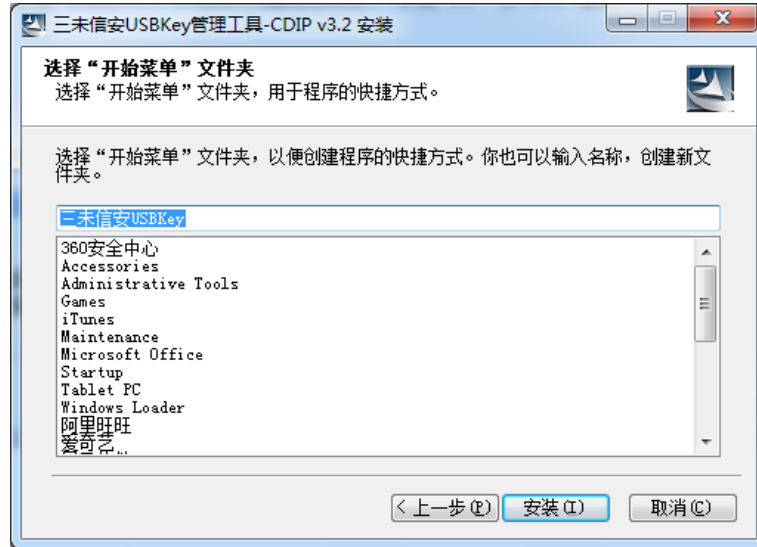 三未信安USBKey管理工具-CDIP v3.2 安装
选择“开始菜单”文件夹
选择“开始菜单”文件夹，用于程序的快捷方式。
选择“开始菜单”文件夹，以便创建程序的快捷方式。你也可以输入名称，创建新文
件夹。
三未信安USBKey
360安全中心
Accessories
Administrative Tools
Games
iTunes
Maintenance
Microsoft Office
Startup
Tablet PC
Windows Loader
阿里旺旺
爱奇艺
<上一步(P)
安装(I)
取消(C)